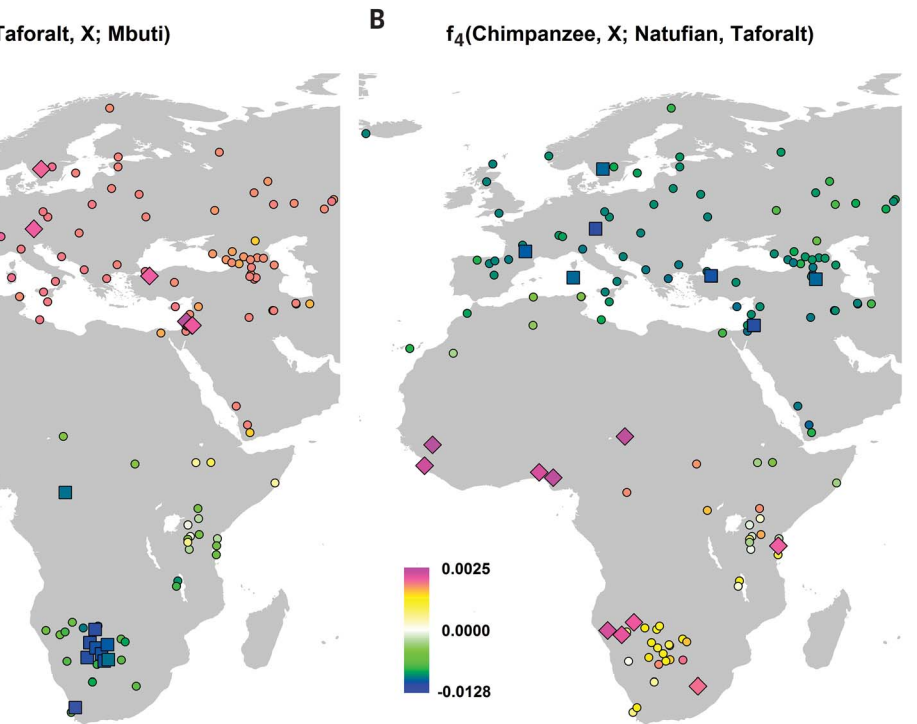 B
Taforalt, X; Mbuti)
f4(Chimpanzee, X; Natufian, Taforalt)
0.0025
0.0000
-0.0128